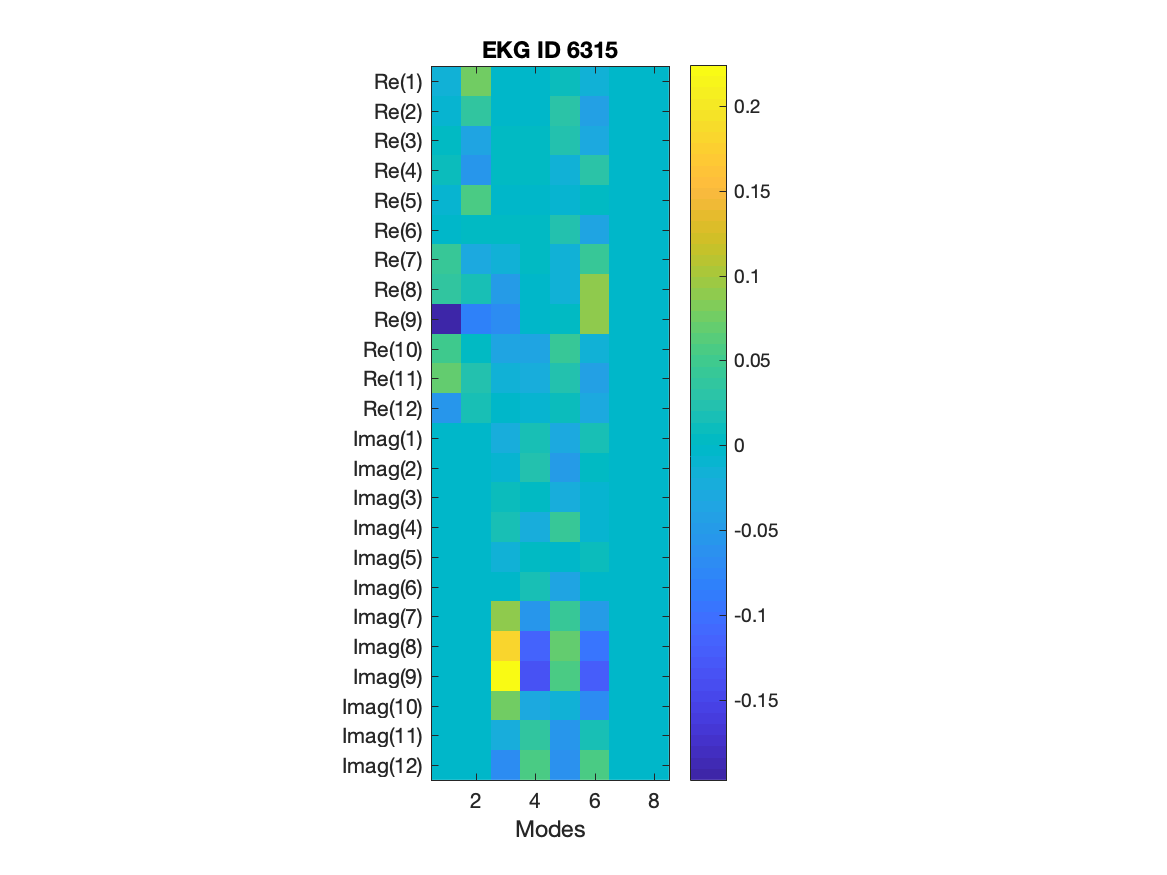 EKG ID 6315
Re(1)
Re(2)
Re(3)
Re(4)
Re(5)
Re(6)
Re(7)
Re(8)
Re(9)
Re(10)
Re(11)
Re(12)
Imag(1)
Imag(2)
Imag(3)
Imag(4)
Imag(5)
Imag(6)
Imag(7)
Imag(8)
Imag(9)
Imag(10)
Imag(11)
Imag(12)
2 4 6 8
Modes
0.2
0.15
0.1
0.05
0
-0.05
-0.1
-0.15